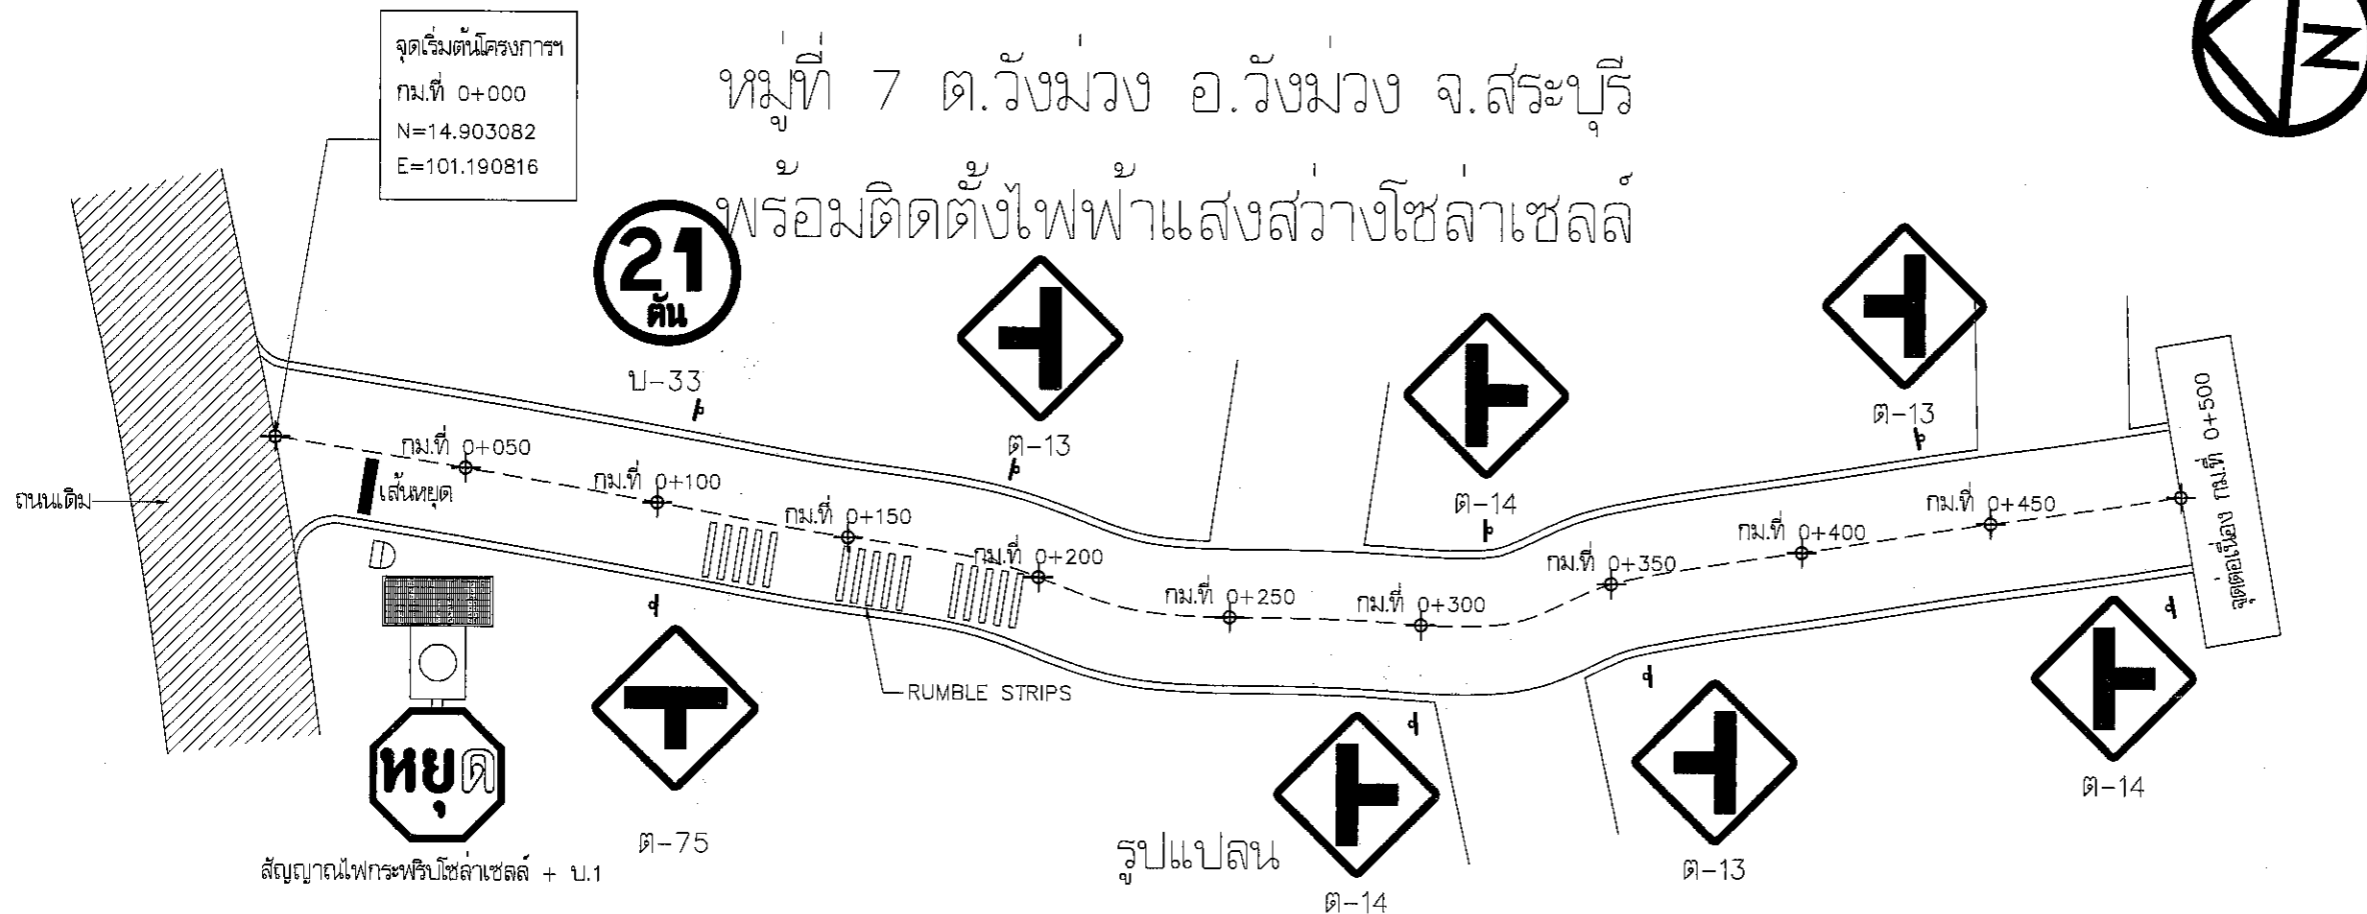 จุดเริ่มต้นโครงการฯ
กม.ที่ 0+000
N=14.903082
E=101.190816
หมู่ที่ 7 ต.วังม่วง อ.วังม่วง จ.สระบุรี
พร้อมติดตั้งไฟฟ้าแสงสว่างโซล่าเซลล์
N
21
ตัน
บ-33
ต-13
ต-14
ต-13
ถนนเดิม
เส้นหยุด
กม.ที่ 0+050
กม.ที่ 0+100
กม.ที่ 0+150
กม.ที่ 0+200
กม.ที่ 0+250
กม.ที่ 0+300
กม.ที่ 0+350
กม.ที่ 0+400
กม.ที่ 0+450
จุดต่อเนื่อง กม.ที่ 0+500
RUMBLE STRIPS
หยุด
สัญญาณไฟกระพริบโซล่าเซลล์ + บ.1
ต-75
รูปแปลน
ต-14
ต-13
ต-14